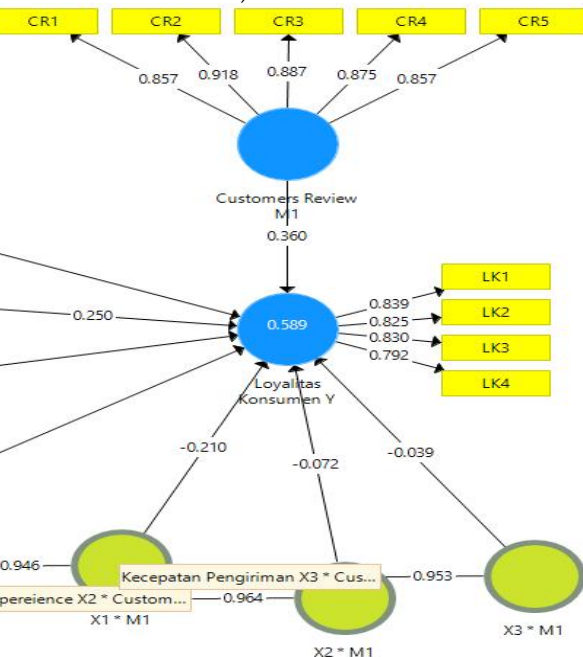 CR1 CR2 CR3 CR4 CR5
0.857 0.918 0.887 0.875 0.857
Customers Review
M1
0.360
LK1
0.839
0.250
0.589
0.825
LK2
0.830
LK3
0.792
LK4
Loyalitas
Konsumen Y
-0.210
-0.072
-0.039
0.946
Kecepatan Pengiriman X3 * Cus...
0.953
pereience X2 * Custom...
0.964
X1 * M1
X3 * M1
X2 * M1